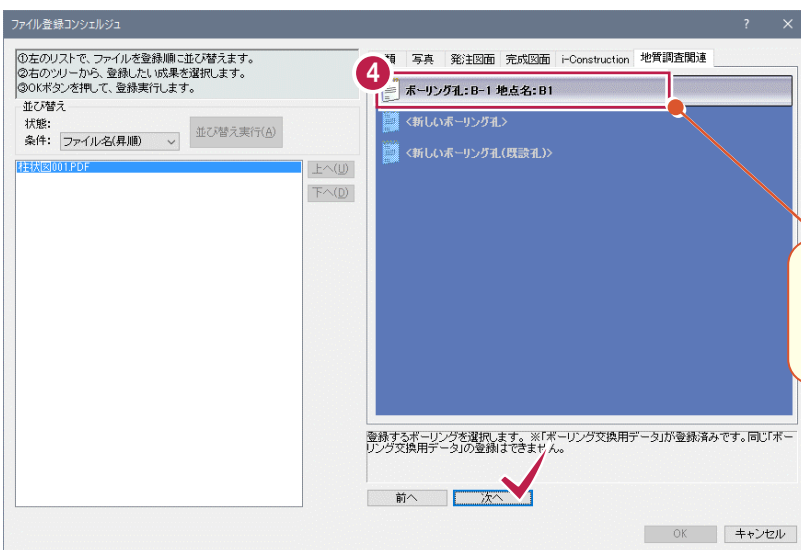 ファイル登録コンシェルジュ
?
①左のリストで、ファイルを登録順に並び替えます。
②右のツリーから、登録したい成果を選択します。
③OKボタンを押して、登録実行します。
並び替え
状態:
条件: ファイル名(昇順)
並び替え実行(A)
柱状図001.PDF
上へ(U)
下へ(D)
写真 発注図面 完成図面 i-Construction 地質調査関連
4
ボーリング孔:B-1 地点名:B1
<新しいボーリング孔>
<新しいボーリング孔(既設孔)>
登録するボーリングを選択します。※「ボーリング交換用データ」が登録済みです。同じ「ボー
リング交換用データ」の登録はできません。
前へ
次へ
OK
キャンセル